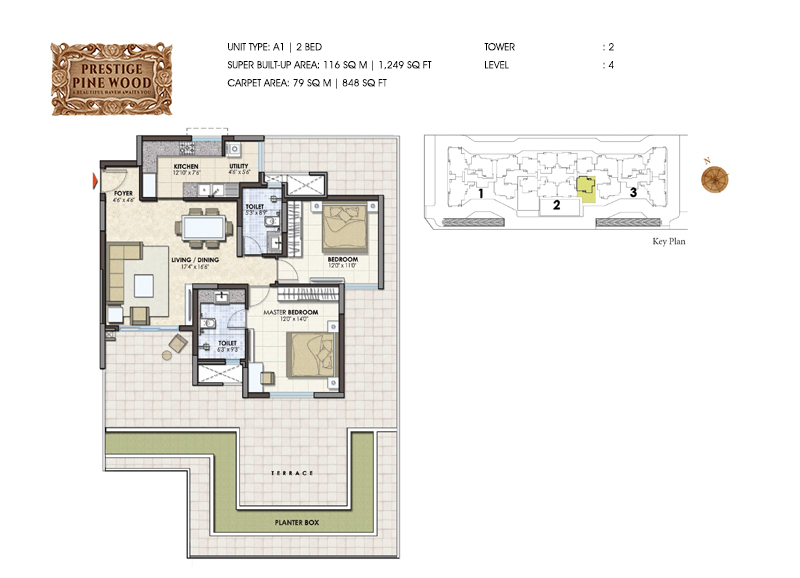 PRESTIGE
PINE WOOD
A BEAUTIFUL HAVEN AWAITS YOU
UNIT TYPE: A1 | 2 BED
SUPER BUILT-UP AREA: 116 SQ M | 1,249 SQ FT
CARPET AREA: 79 SQ M | 848 SQ FT
TOWER : 2
LEVEL : 4
KITCHEN
12'10" x 7'6"
UTILITY
4'6" x 5'6"
FOYER
4'6" x 4'6"
TOILET
5'3" x 8'9"
LIVING / DINING
17'4" x 16'6"
BEDROOM
12'0" x 11'0"
MASTER BEDROOM
12'0" x 14'0"
TOILET
6'3" x 9'3"
TERRACE
PLANTER BOX
1
2
3
N
Key Plan